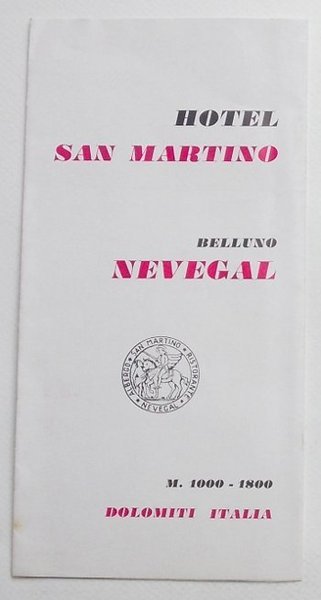 HOTEL
SAN MARTINO
BELLUNO
NEVEGAL
ALBERGO · SAN MARTINO · RISTORANTE · NEVEGAL ·
M. 1000 - 1800
DOLOMITI ITALIA